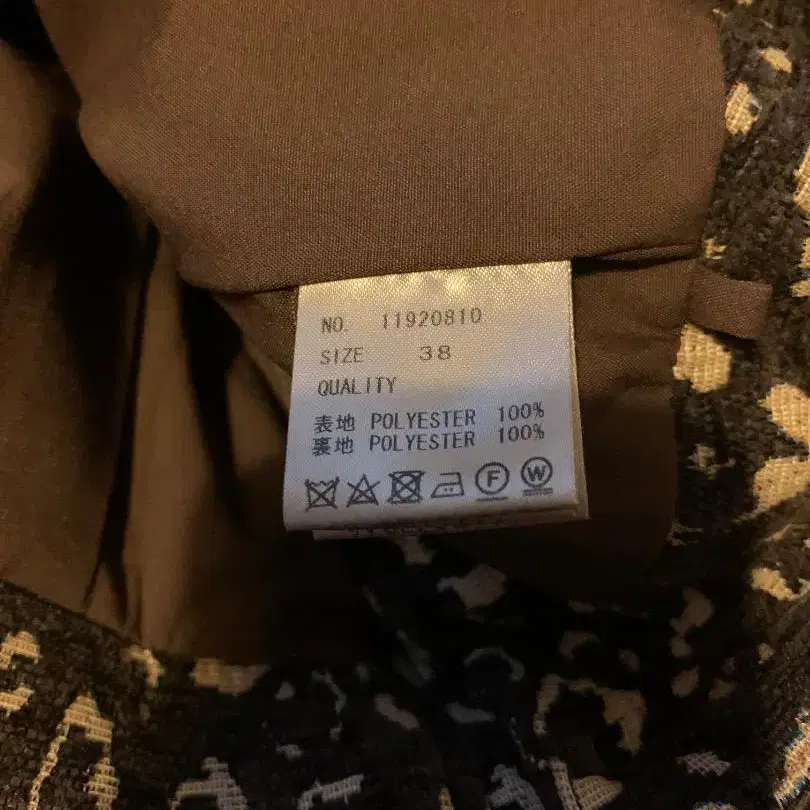 NO. 11920810
SIZE 38
QUALITY
表地 POLYESTER 100%
裏地 POLYESTER 100%
F W